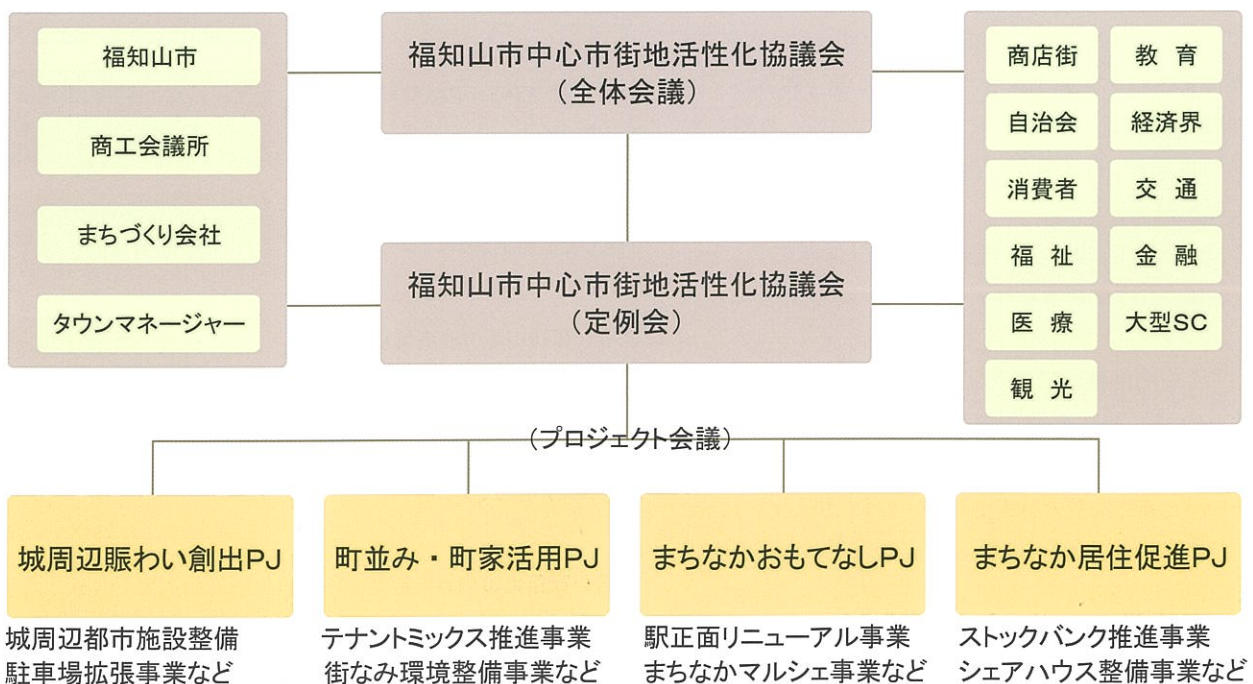 福知山市
商工会議所
まちづくり会社
タウンマネージャー
福知山市中心市街地活性化協議会
(全体会議)
福知山市中心市街地活性化協議会
(定例会)
商店街
教 育
自治会
経済界
消費者
交 通
福 祉
金 融
医 療
大型SC
観 光
(プロジェクト会議)
城周辺賑わい創出PJ
城周辺都市施設整備
駐車場拡張事業など
町並み・町家活用PJ
テナントミックス推進事業
街なみ環境整備事業など
まちなかおもてなしPJ
駅正面リニューアル事業
まちなかマルシェ事業など
まちなか居住促進PJ
ストックバンク推進事業
シェアハウス整備事業など